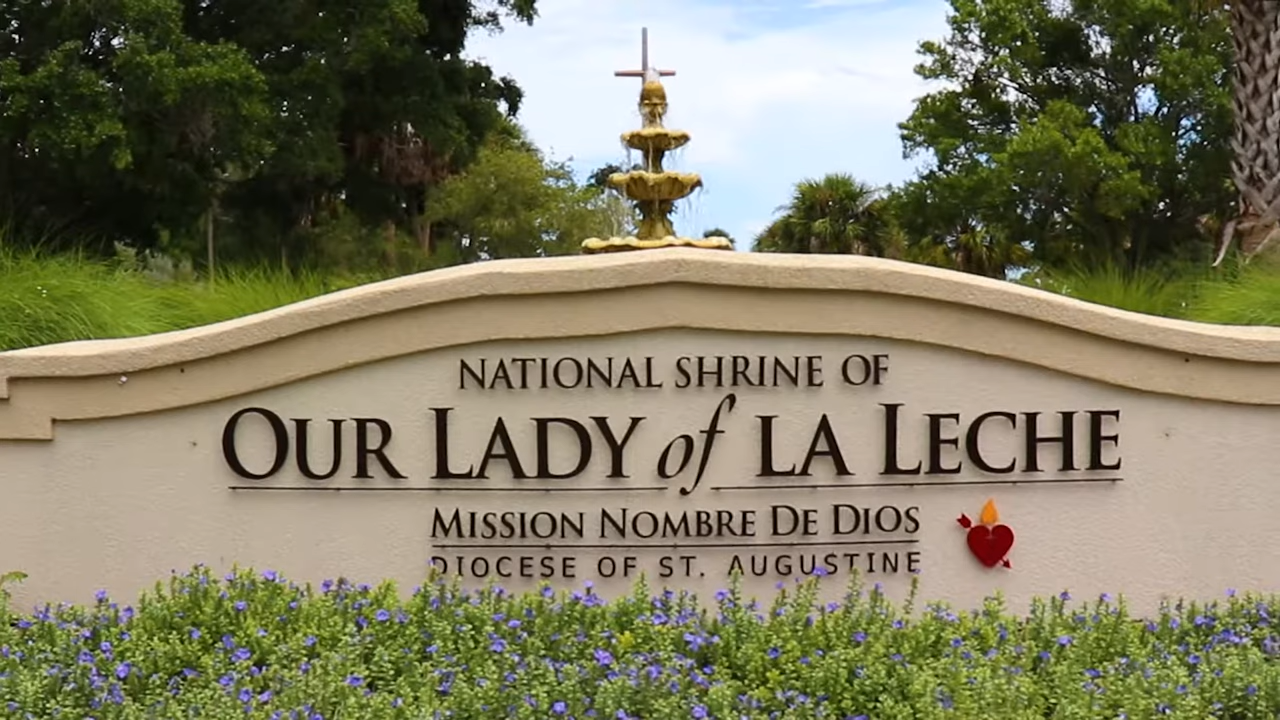 NATIONAL SHRINE OF
OUR LADY of LA LECHE
MISSION NOMBRE DE DIOS
DIOCESE OF ST. AUGUSTINE